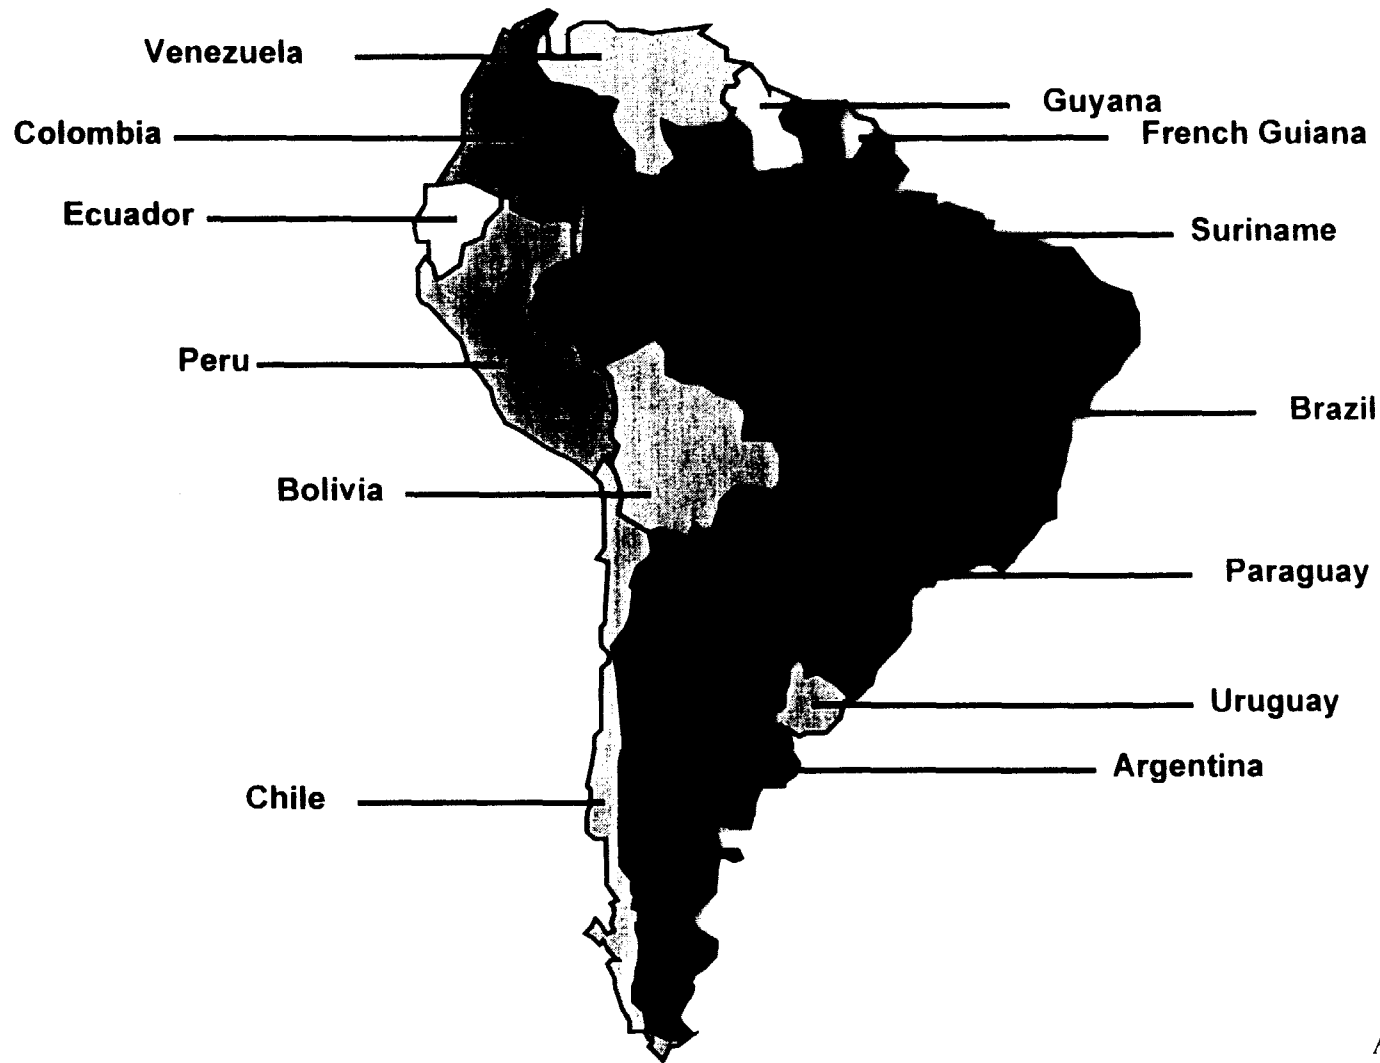 Venezuela
Guyana
Colombia
French Guiana
Ecuador
Suriname
Peru
Brazil
Bolivia
Paraguay
Uruguay
Argentina
Chile